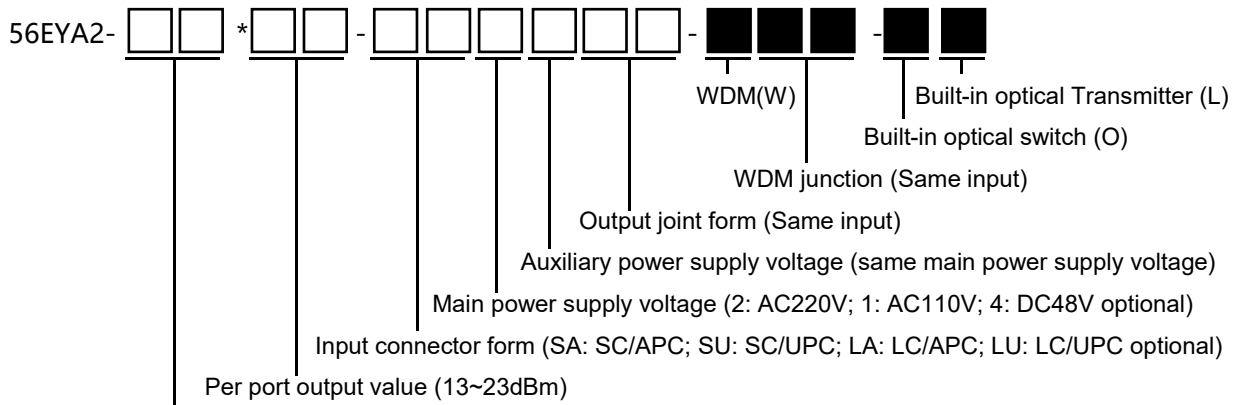 56EYA2- □□ *□□ - □□□□□□ - ■■■ -■■
WDM(W)
Built-in optical Transmitter (L)
Built-in optical switch (O)
WDM junction (Same input)
Output joint form (Same input)
Auxiliary power supply voltage (same main power supply voltage)
Main power supply voltage (2: AC220V; 1: AC110V; 4: DC48V optional)
Input connector form (SA: SC/APC; SU: SC/UPC; LA: LC/APC; LU: LC/UPC optional)
Per port output value (13~23dBm)